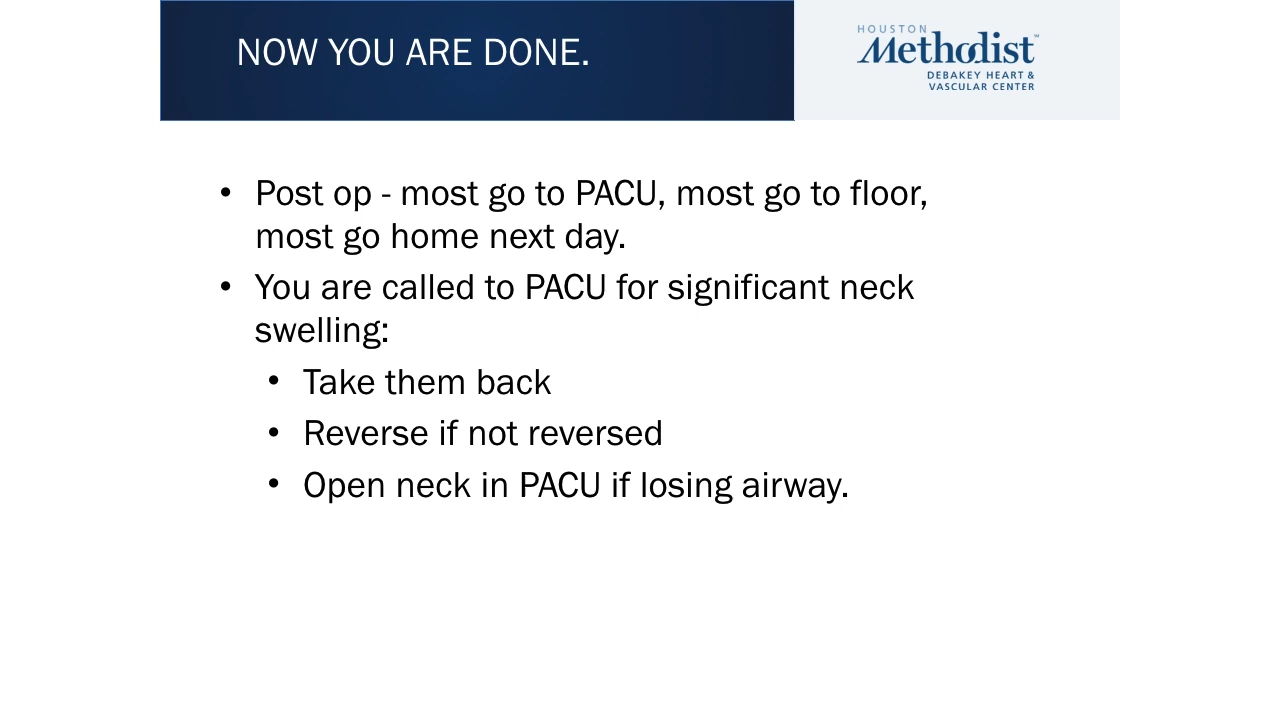 NOW YOU ARE DONE.
HOUSTON
Methodist
DEBAKEY HEART &
VASCULAR CENTER
• Post op - most go to PACU, most go to floor,
most go home next day.
• You are called to PACU for significant neck
swelling:
• Take them back
• Reverse if not reversed
• Open neck in PACU if losing airway.